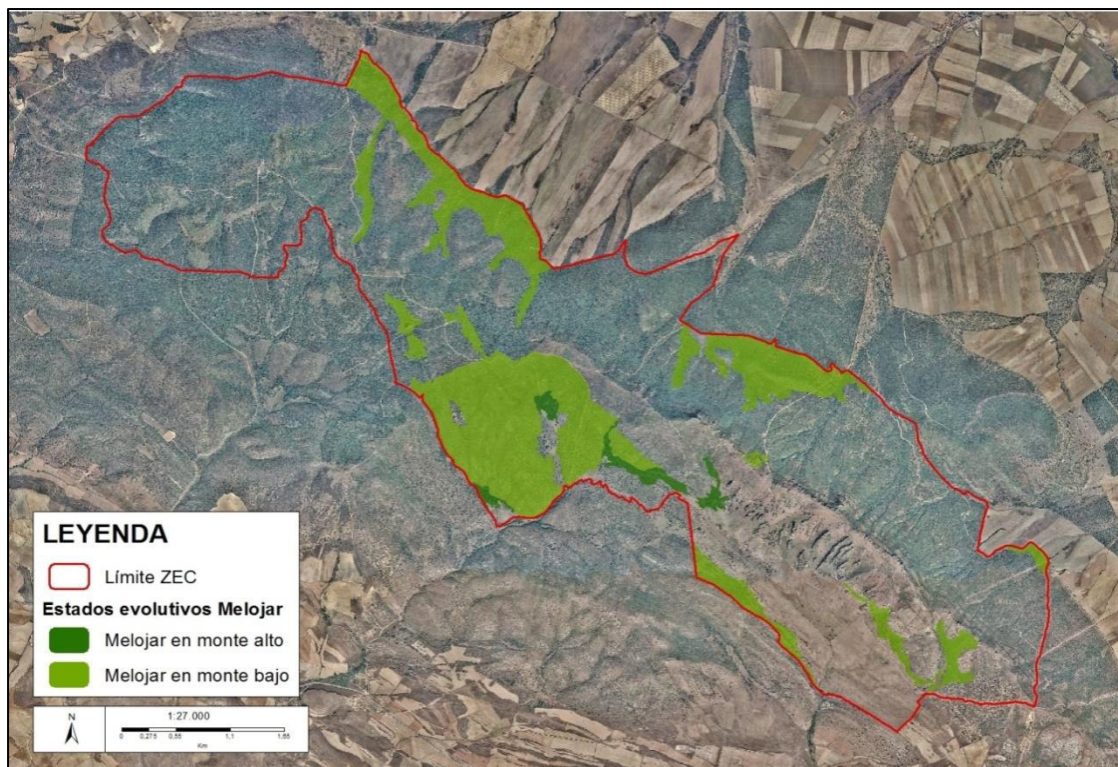 LEYENDA
Límite ZEC
Estados evolutivos Melojar
Melojar en monte alto
Melojar en monte bajo
N
1:27.000
0 0,275 0,55 1,1 1,65
Km